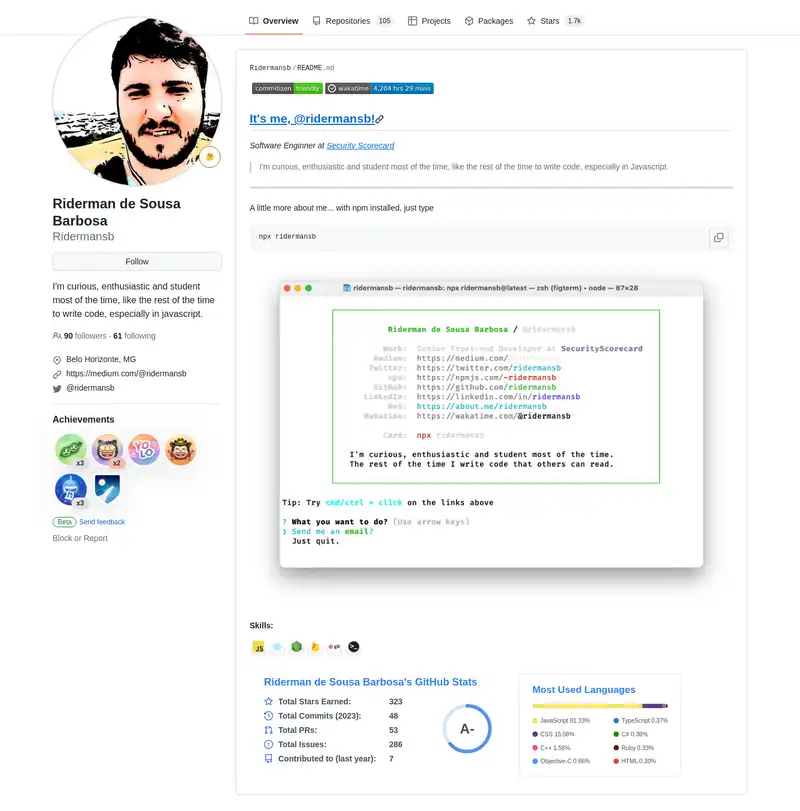 Overview
Repositories 105
Projects
Packages
Stars 1.7k
Riderman de Sousa
Barbosa
Ridermansb
Follow
I'm curious, enthusiastic and student
most of the time, like the rest of the time
to write code, especially in javascript.
90 followers · 61 following
Belo Horizonte, MG
https://medium.com/@ridermansb
@ridermansb
Achievements
x3
x2
YOLO
x3
Beta Send feedback
Block or Report
Ridermansb / README.md
commitizen friendly wakatime 4,204 hrs 29 mins
It's me, @ridermansb!
Software Enginner at Security Scorecard
I'm curious, enthusiastic and student most of the time, like the rest of the time to write code, especially in Javascript.
A little more about me... with npm installed, just type
npx ridermansb
ridermansb — ridermansb: npx ridermansb@latest — zsh (figterm) • node — 87×28
Riderman de Sousa Barbosa / @ridermansb
Work: Senior Front-end Developer at SecurityScorecard
Medium: https://medium.com/
Twitter: https://twitter.com/ridermansb
npm: https://npmjs.com/~ridermansb
GitHub: https://github.com/ridermansb
LinkedIn: https://linkedin.com/in/ridermansb
Web: https://about.me/ridermansb
Wakatime: https://wakatime.com/@ridermansb
Card: npx ridermansb
I'm curious, enthusiastic and student most of the time.
The rest of the time I write code that others can read.
Tip: Try cmd/ctrl + click on the links above
? What you want to do? (Use arrow keys)
❯ Send me an email?
Just quit.
Skills:
JS
git
Riderman de Sousa Barbosa's GitHub Stats
Total Stars Earned: 323
Total Commits (2023): 48
Total PRs: 53
Total Issues: 286
Contributed to (last year): 7
A-
Most Used Languages
JavaScript 81.33%
CSS 15.08%
C++ 1.58%
Objective-C 0.66%
TypeScript 0.37%
C# 0.36%
Ruby 0.33%
HTML 0.30%